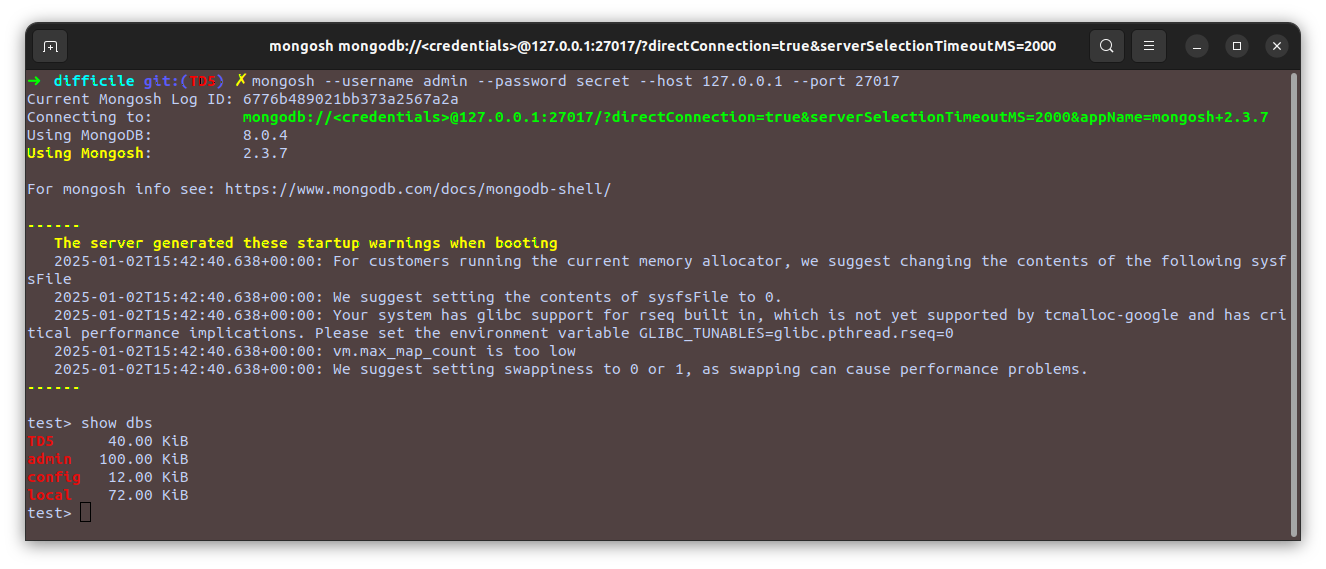 mongosh mongodb://<credentials>@127.0.0.1:27017/?directConnection=true&serverSelectionTimeoutMS=2000
➜  difficile git:(TD5) ✗ mongosh --username admin --password secret --host 127.0.0.1 --port 27017
Current Mongosh Log ID: 6776b489021bb373a2567a2a
Connecting to:          mongodb://<credentials>@127.0.0.1:27017/?directConnection=true&serverSelectionTimeoutMS=2000&appName=mongosh+2.3.7
Using MongoDB:          8.0.4
Using Mongosh:          2.3.7
For mongosh info see: https://www.mongodb.com/docs/mongodb-shell/
------
   The server generated these startup warnings when booting
   2025-01-02T15:42:40.638+00:00: For customers running the current memory allocator, we suggest changing the contents of the following sysf
sFile
   2025-01-02T15:42:40.638+00:00: We suggest setting the contents of sysfsFile to 0.
   2025-01-02T15:42:40.638+00:00: Your system has glibc support for rseq built in, which is not yet supported by tcmalloc-google and has cri
tical performance implications. Please set the environment variable GLIBC_TUNABLES=glibc.pthread.rseq=0
   2025-01-02T15:42:40.638+00:00: vm.max_map_count is too low
   2025-01-02T15:42:40.638+00:00: We suggest setting swappiness to 0 or 1, as swapping can cause performance problems.
------
test> show dbs
TD5      40.00 KiB
admin   100.00 KiB
config   12.00 KiB
local    72.00 KiB
test>